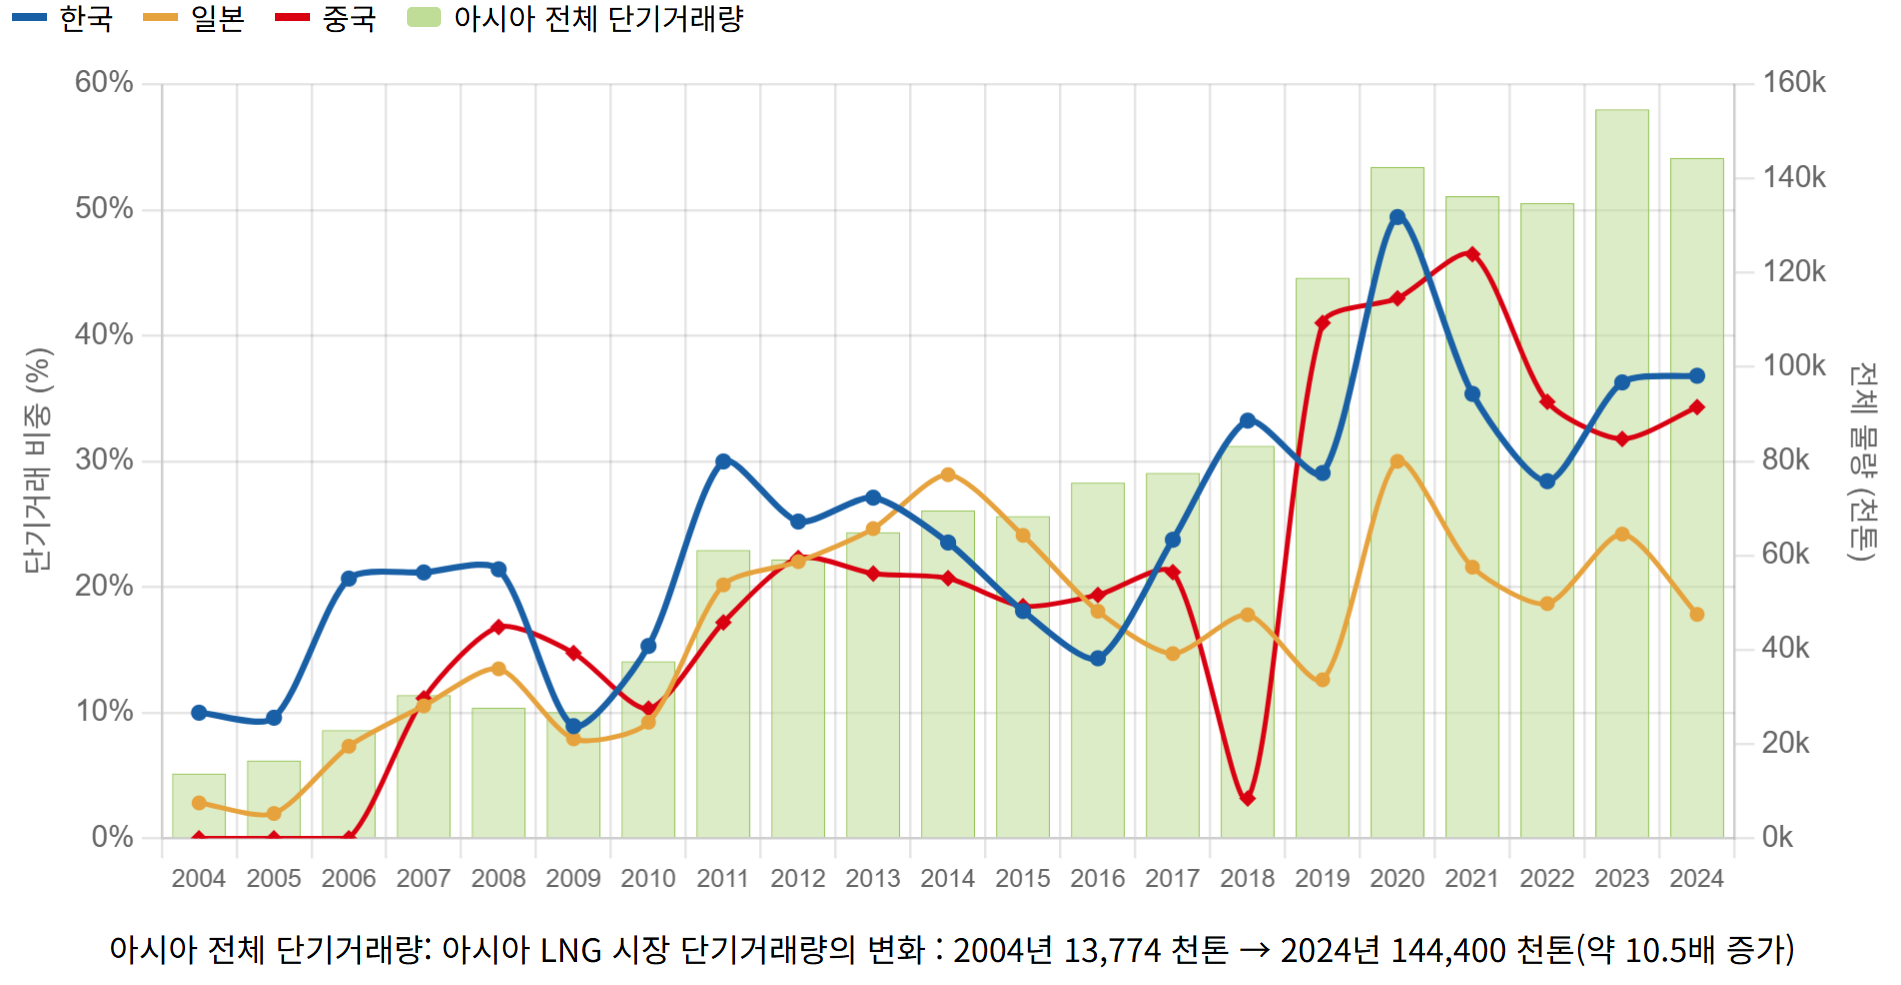 한국 일본 중국 아시아 전체 단기거래량
60% 160k
140k
50%
120k
40%
100k
30% 80k
60k
20%
40k
10%
20k
0% 0k
단기거래 비중 (%)
전체 물량 (천톤)
2004 2005 2006 2007 2008 2009 2010 2011 2012 2013 2014 2015 2016 2017 2018 2019 2020 2021 2022 2023 2024
아시아 전체 단기거래량: 아시아 LNG 시장 단기거래량의 변화 : 2004년 13,774 천톤 → 2024년 144,400 천톤(약 10.5배 증가)